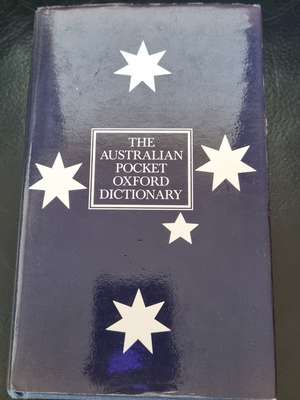 THE
AUSTRALIAN
POCKET
OXFORD
DICTIONARY